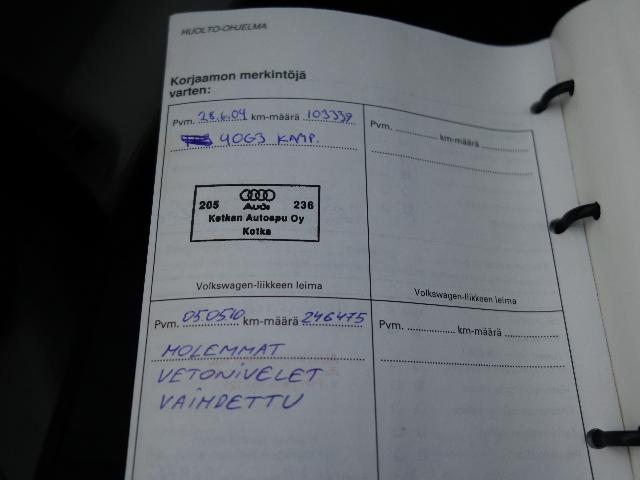 HUOLTO-OHJELMA
Korjaamon merkintöjä
varten:
Pvm. 28.6.04 km-määrä 103339
40G3 KAMP.
205 Audi 236
Ketkan Autoapu Oy
Kotka
Volkswagen-liikkeen leima
Pvm. .............. km-määrä ..............
Volkswagen-liikkeen leima
Pvm. 050510 km-määrä 246475
MOLEMMAT
VETONIVELET
VAIHDETTU
Pvm. .............. km-määrä ..............